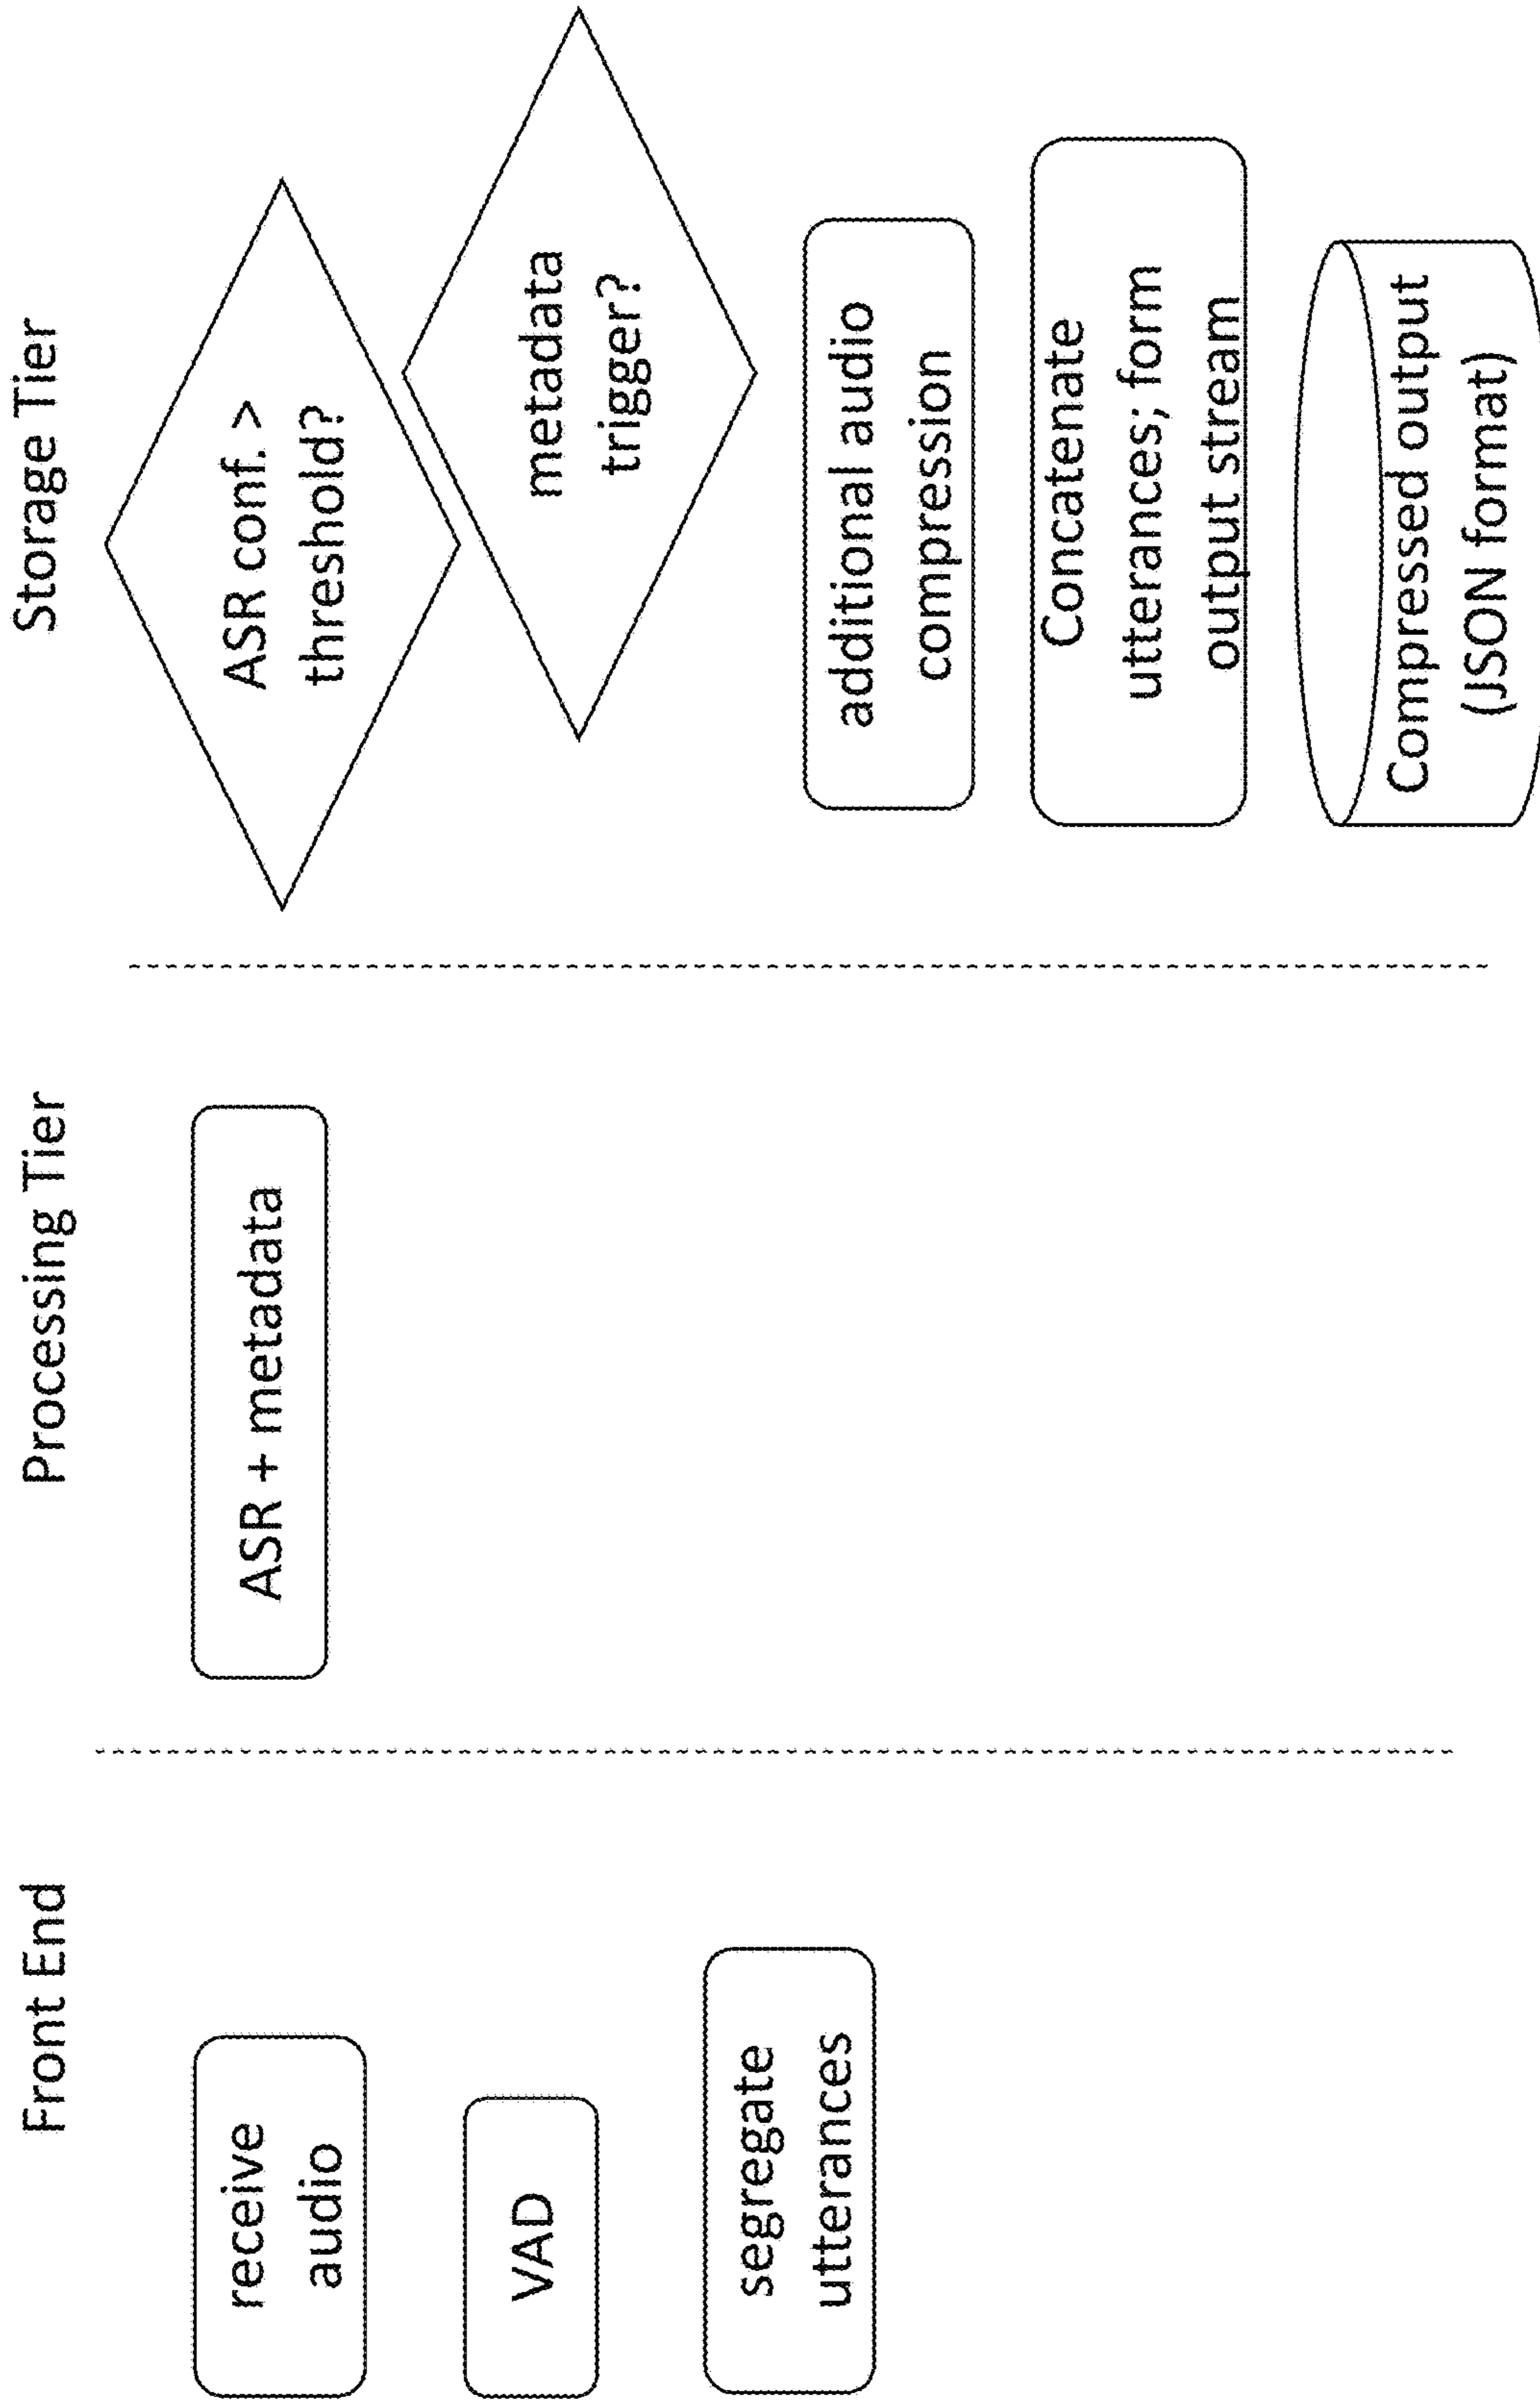 Front End
receive
audio
VAD
segregate
utterances
Processing Tier
ASR + metadata
Storage Tier
ASR conf. >
threshold?
metadata
trigger?
additional audio
compression
Concatenate
utterances; form
output stream
Compressed output
(JSON format)